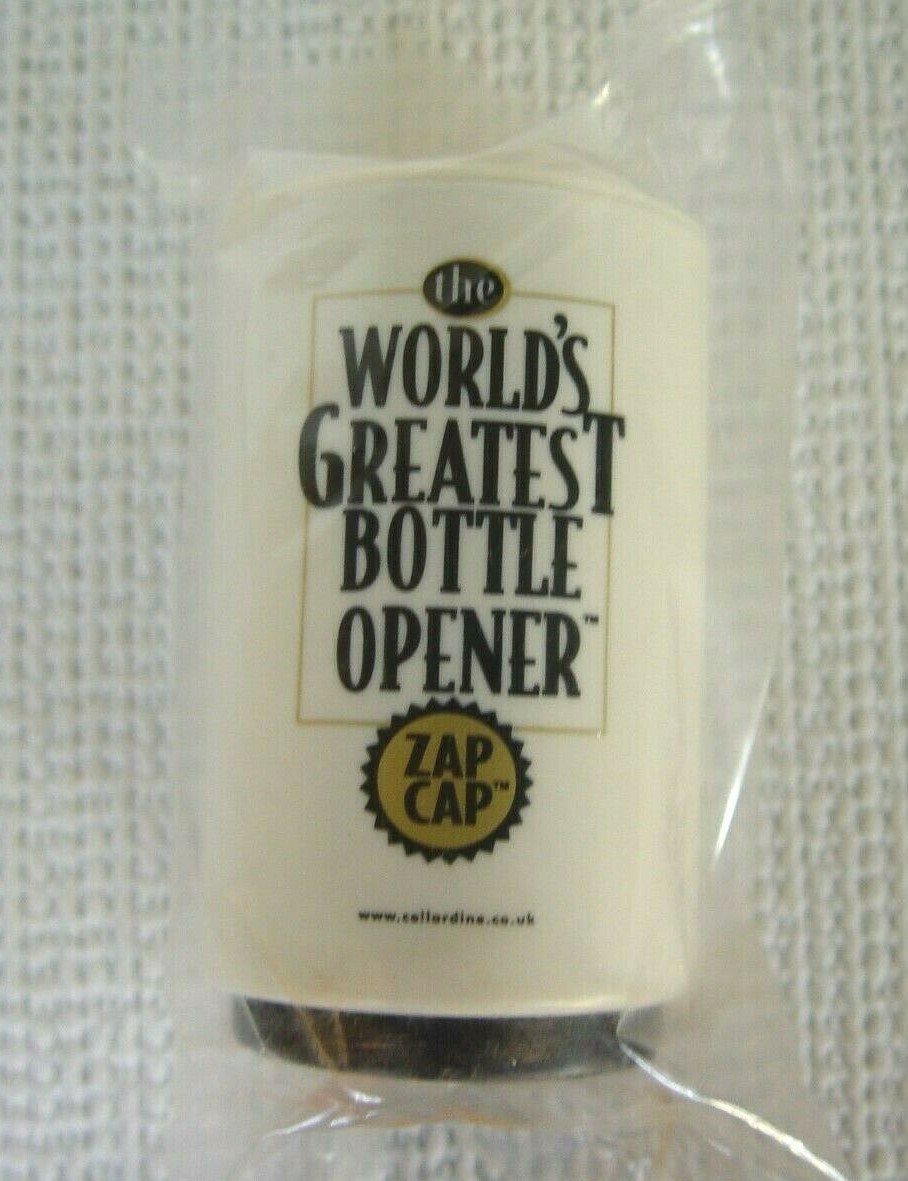 the
WORLD'S
GREATEST
BOTTLE
OPENER™
ZAP
CAP™
www.cellardine.co.uk